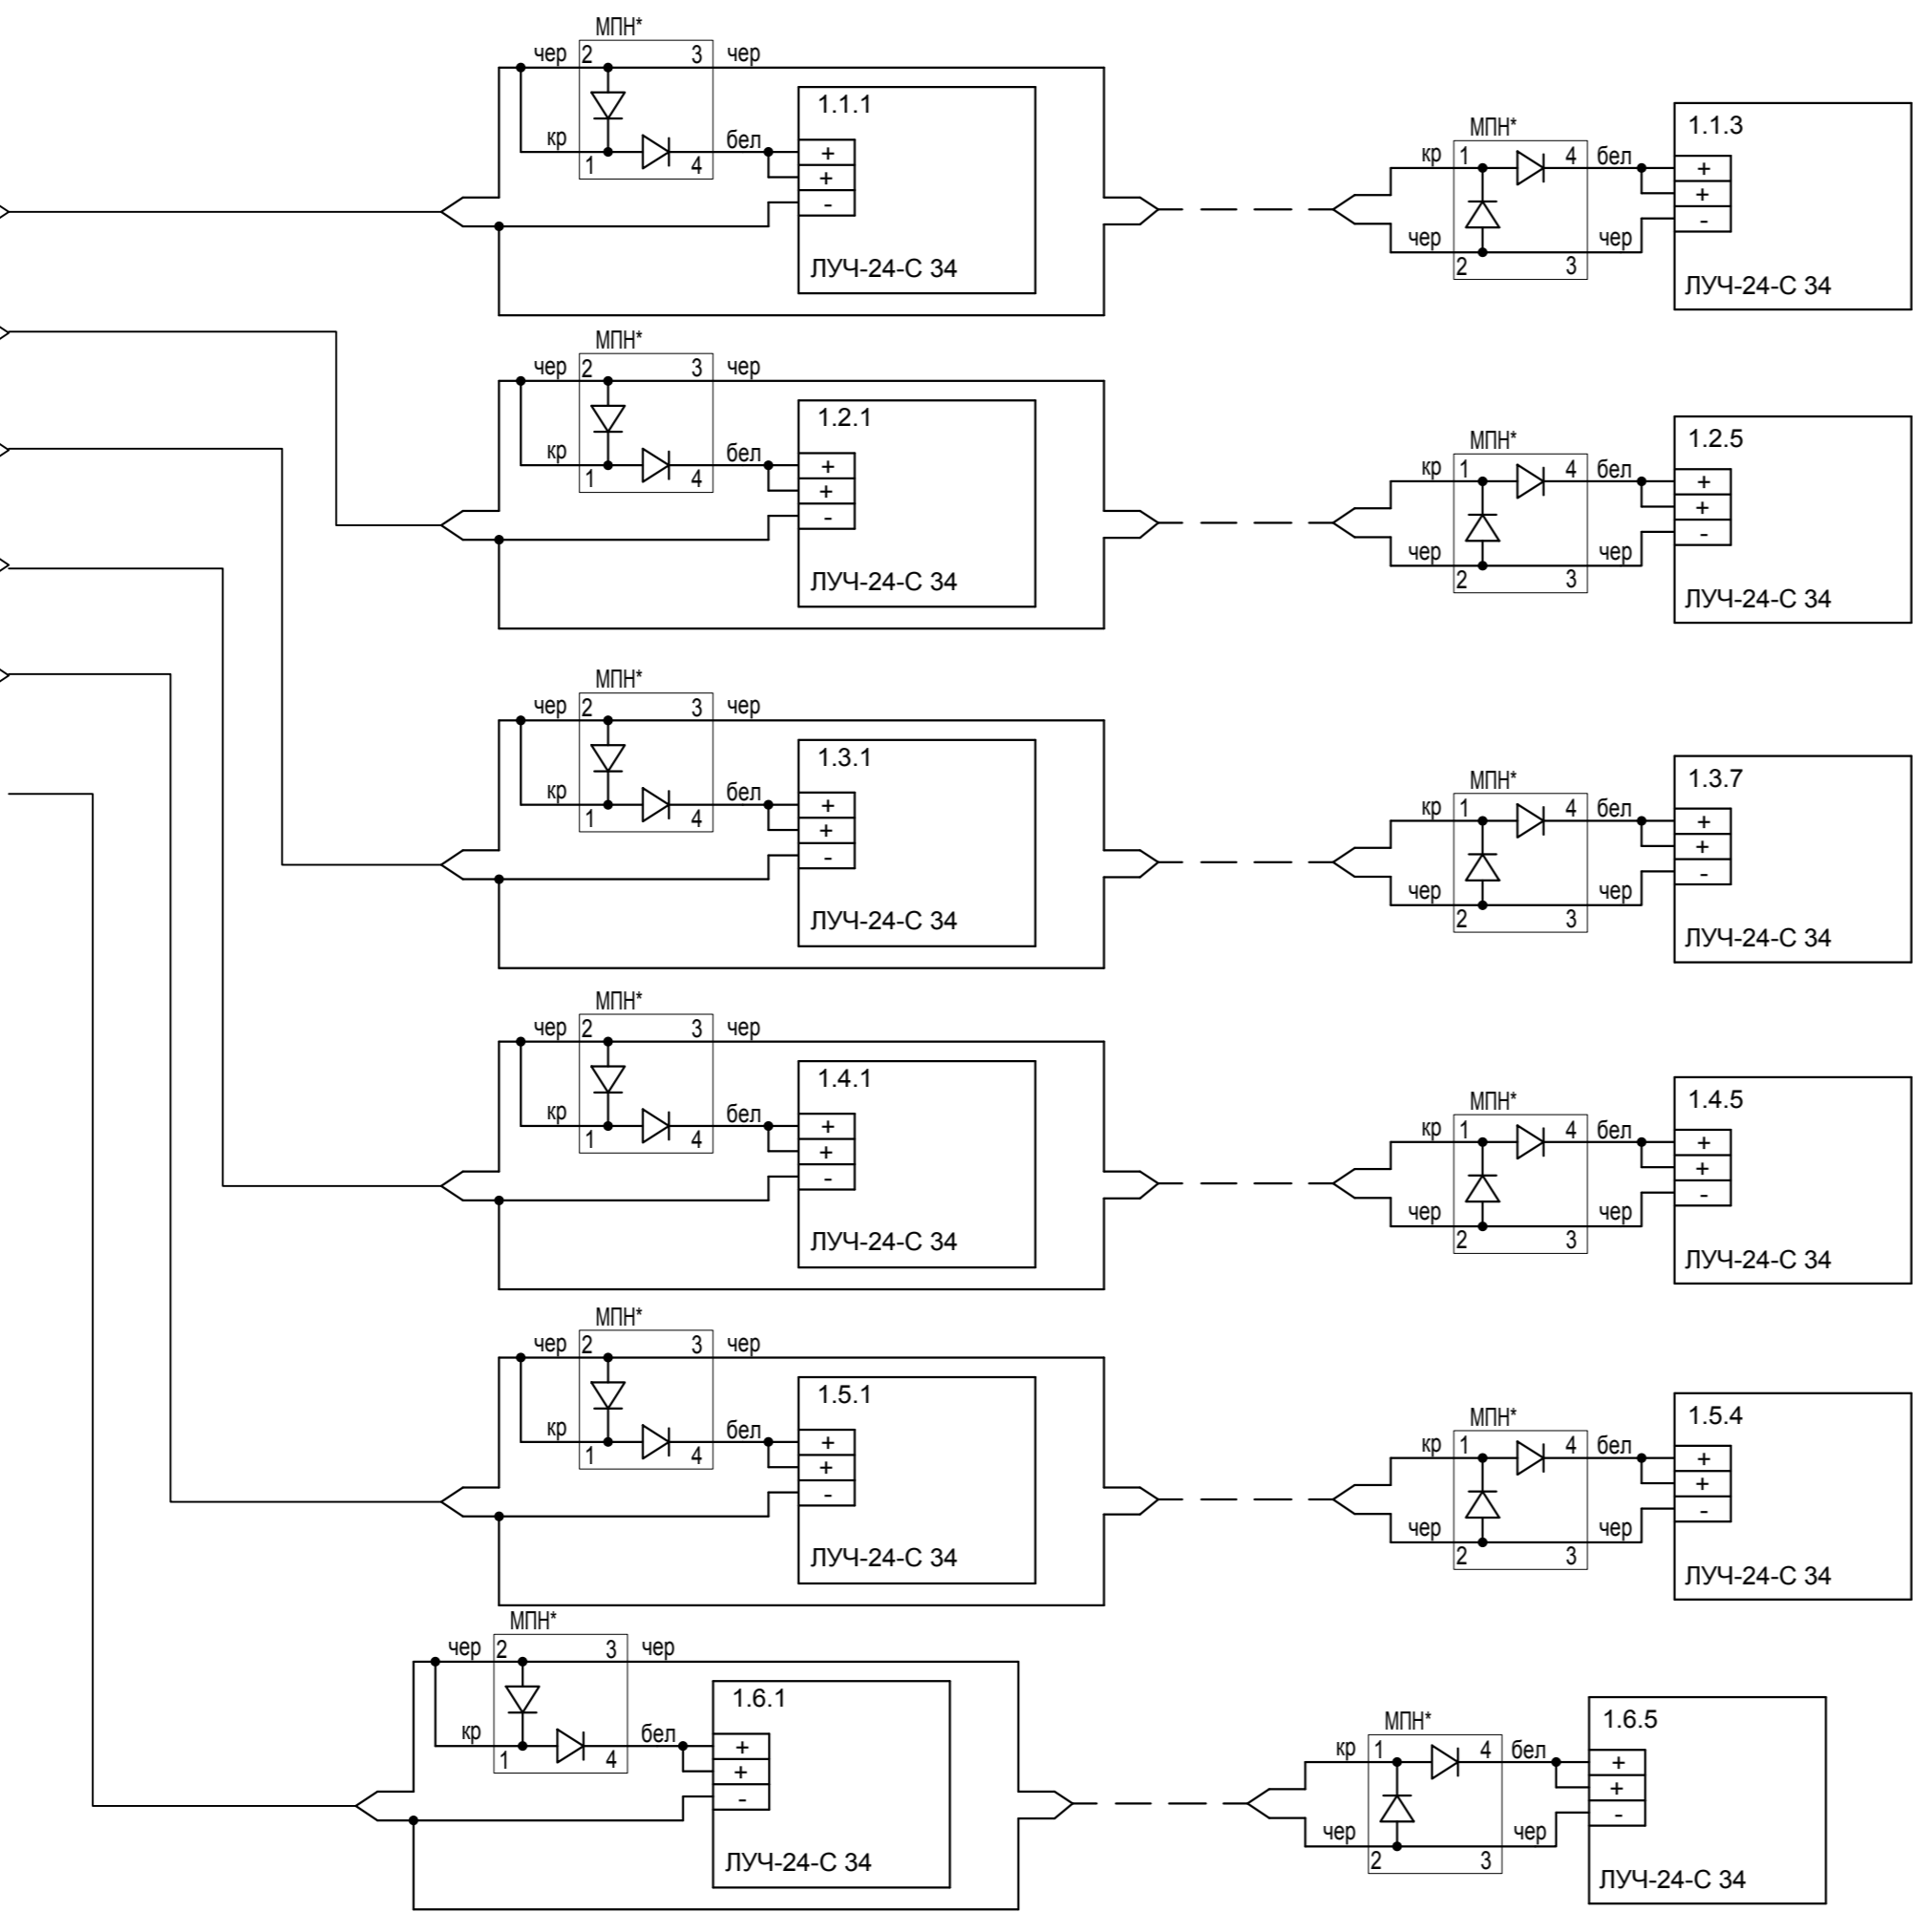 МПН*
чер 2 3 чер
1.1.1
кр 1 4 бел
+
+
-
ЛУЧ-24-С 34
МПН*
1.1.3
кр 1 4 бел
+
+
-
чер 2 3 чер
ЛУЧ-24-С 34
МПН*
чер 2 3 чер
1.2.1
кр 1 4 бел
+
+
-
ЛУЧ-24-С 34
МПН*
1.2.5
кр 1 4 бел
+
+
-
чер 2 3 чер
ЛУЧ-24-С 34
МПН*
чер 2 3 чер
1.3.1
кр 1 4 бел
+
+
-
ЛУЧ-24-С 34
МПН*
1.3.7
кр 1 4 бел
+
+
-
чер 2 3 чер
ЛУЧ-24-С 34
МПН*
чер 2 3 чер
1.4.1
кр 1 4 бел
+
+
-
ЛУЧ-24-С 34
МПН*
1.4.5
кр 1 4 бел
+
+
-
чер 2 3 чер
ЛУЧ-24-С 34
МПН*
чер 2 3 чер
1.5.1
кр 1 4 бел
+
+
-
ЛУЧ-24-С 34
МПН*
1.5.4
кр 1 4 бел
+
+
-
чер 2 3 чер
ЛУЧ-24-С 34
МПН*
чер 2 3 чер
1.6.1
кр 1 4 бел
+
+
-
ЛУЧ-24-С 34
МПН*
1.6.5
кр 1 4 бел
+
+
-
чер 2 3 чер
ЛУЧ-24-С 34